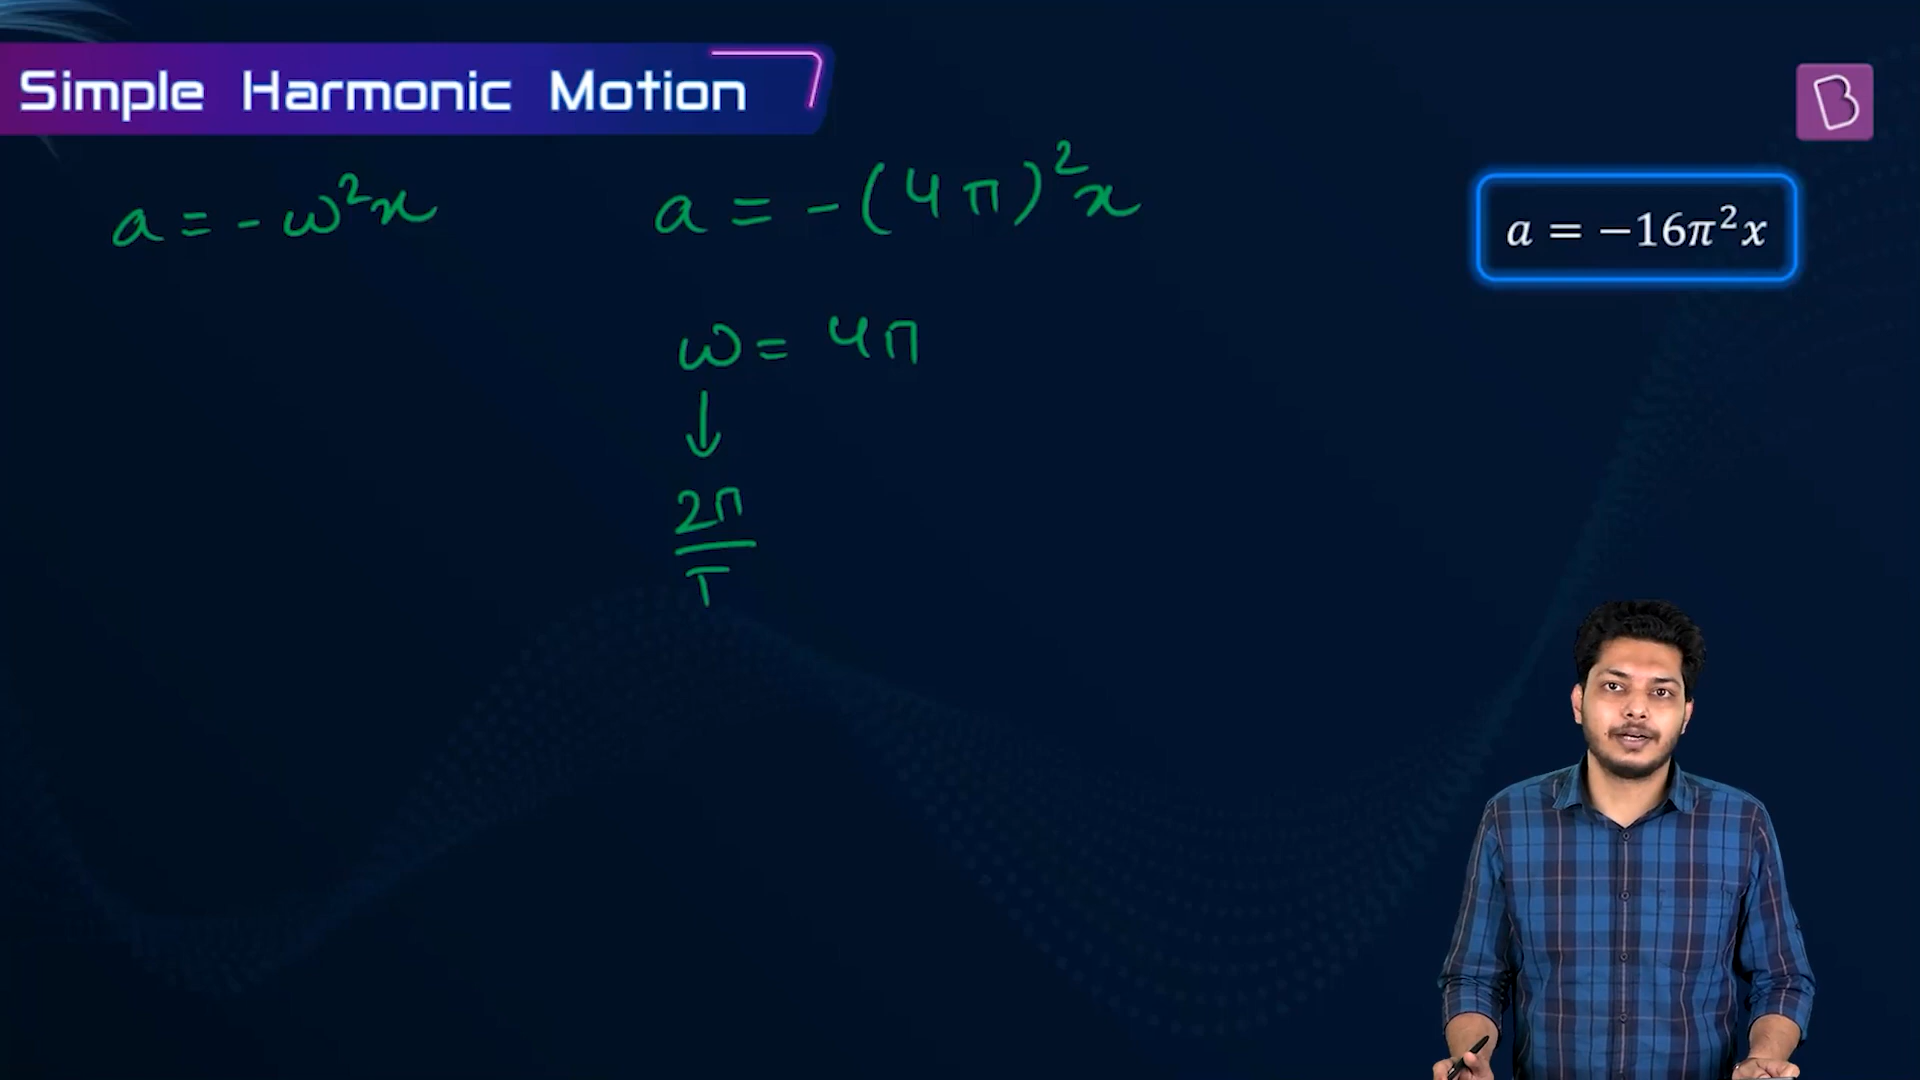 Simple Harmonic Motion
B
a = -ω²x
a = -(4π)²x
a = −16π²x
ω = 4π
↓
2π
T